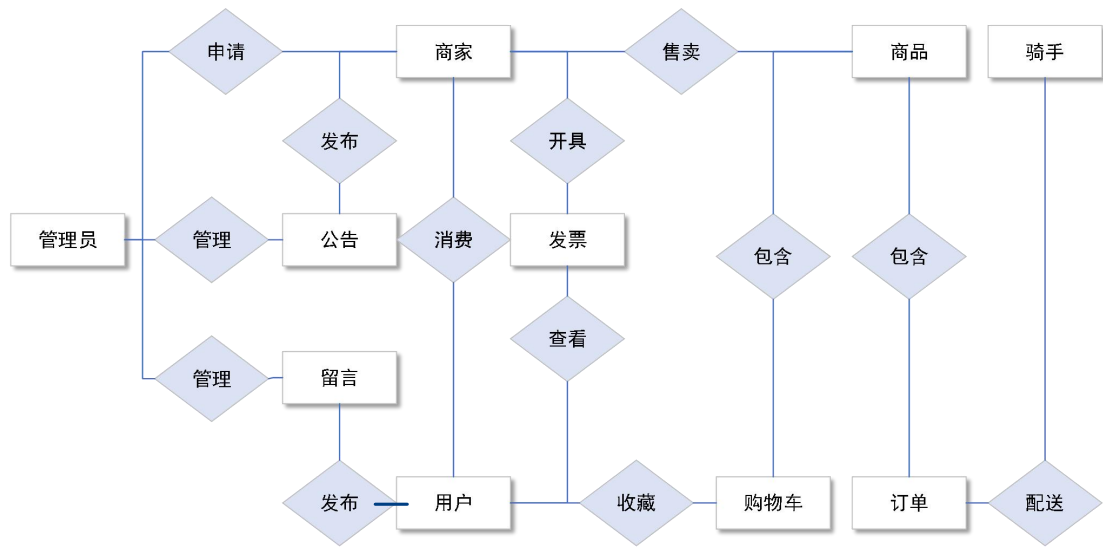 申请
商家
售卖
商品
骑手
发布
开具
管理员
管理
公告
消费
发票
包含
包含
查看
管理
留言
发布
用户
收藏
购物车
订单
配送